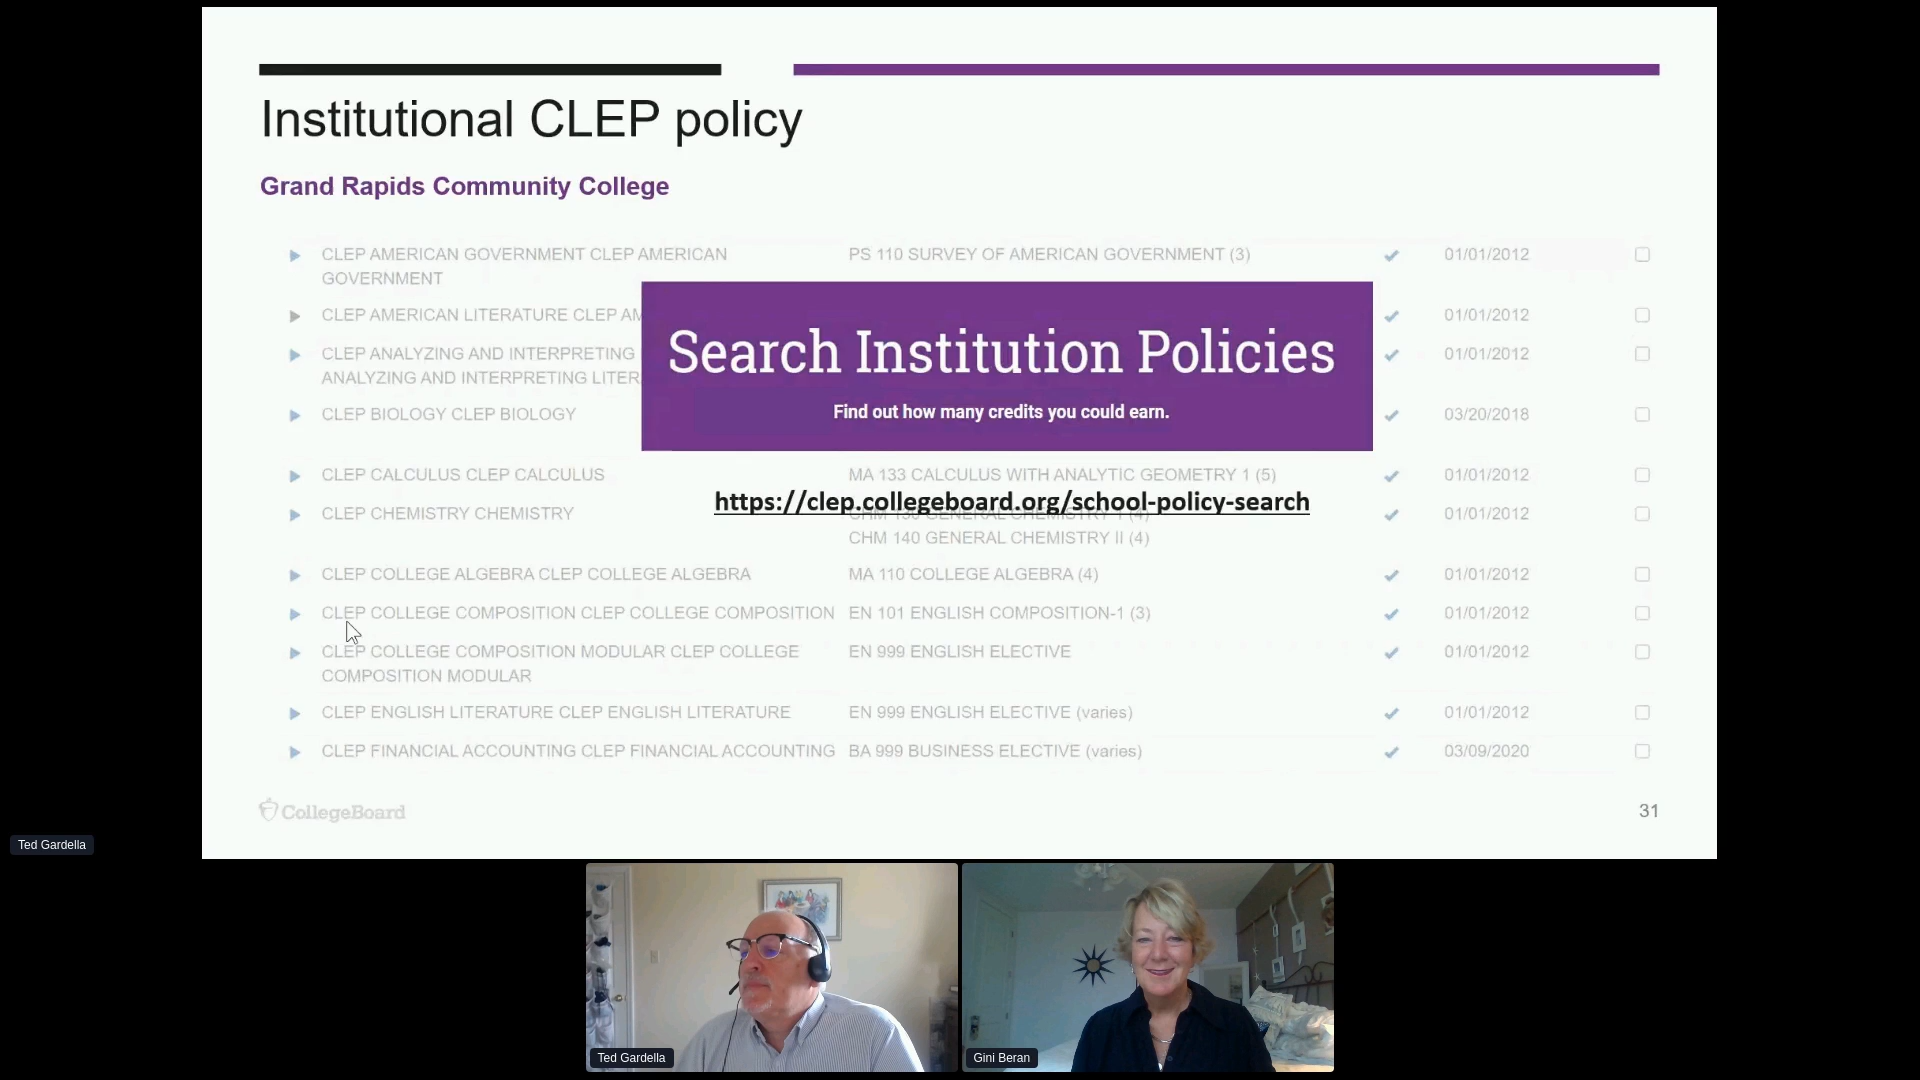 Institutional CLEP policy
Grand Rapids Community College
CLEP AMERICAN GOVERNMENT CLEP AMERICAN PS 110 SURVEY OF AMERICAN GOVERNMENT (3) 01/01/2012
GOVERNMENT
CLEP AMERICAN LITERATURE CLEP AM 01/01/2012
Search Institution Policies
CLEP ANALYZING AND INTERPRETING 01/01/2012
ANALYZING AND INTERPRETING LITER
Find out how many credits you could earn.
CLEP BIOLOGY CLEP BIOLOGY 03/20/2018
CLEP CALCULUS CLEP CALCULUS MA 133 CALCULUS WITH ANALYTIC GEOMETRY 1 (5) 01/01/2012
https://clep.collegeboard.org/school-policy-search
CLEP CHEMISTRY CHEMISTRY CHM 130 GENERAL CHEMISTRY 1 (4) 01/01/2012
CHM 140 GENERAL CHEMISTRY II (4)
CLEP COLLEGE ALGEBRA CLEP COLLEGE ALGEBRA MA 110 COLLEGE ALGEBRA (4) 01/01/2012
CLEP COLLEGE COMPOSITION CLEP COLLEGE COMPOSITION EN 101 ENGLISH COMPOSITION-1 (3) 01/01/2012
CLEP COLLEGE COMPOSITION MODULAR CLEP COLLEGE EN 999 ENGLISH ELECTIVE 01/01/2012
COMPOSITION MODULAR
CLEP ENGLISH LITERATURE CLEP ENGLISH LITERATURE EN 999 ENGLISH ELECTIVE (varies) 01/01/2012
CLEP FINANCIAL ACCOUNTING CLEP FINANCIAL ACCOUNTING BA 999 BUSINESS ELECTIVE (varies) 03/09/2020
CollegeBoard
31
Ted Gardella
Ted Gardella
Gini Beran